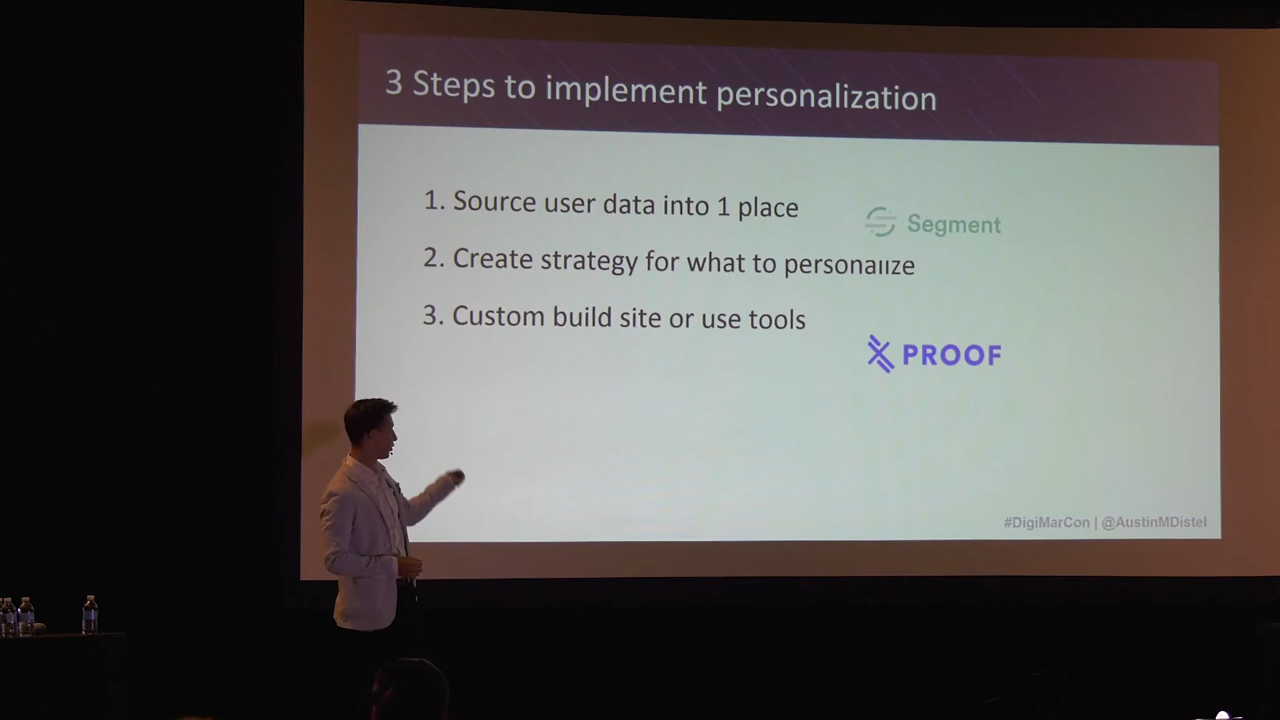 3 Steps to implement personalization
1. Source user data into 1 place
Segment
2. Create strategy for what to personalize
3. Custom build site or use tools
PROOF
#DigiMarCon | @AustinMDistel